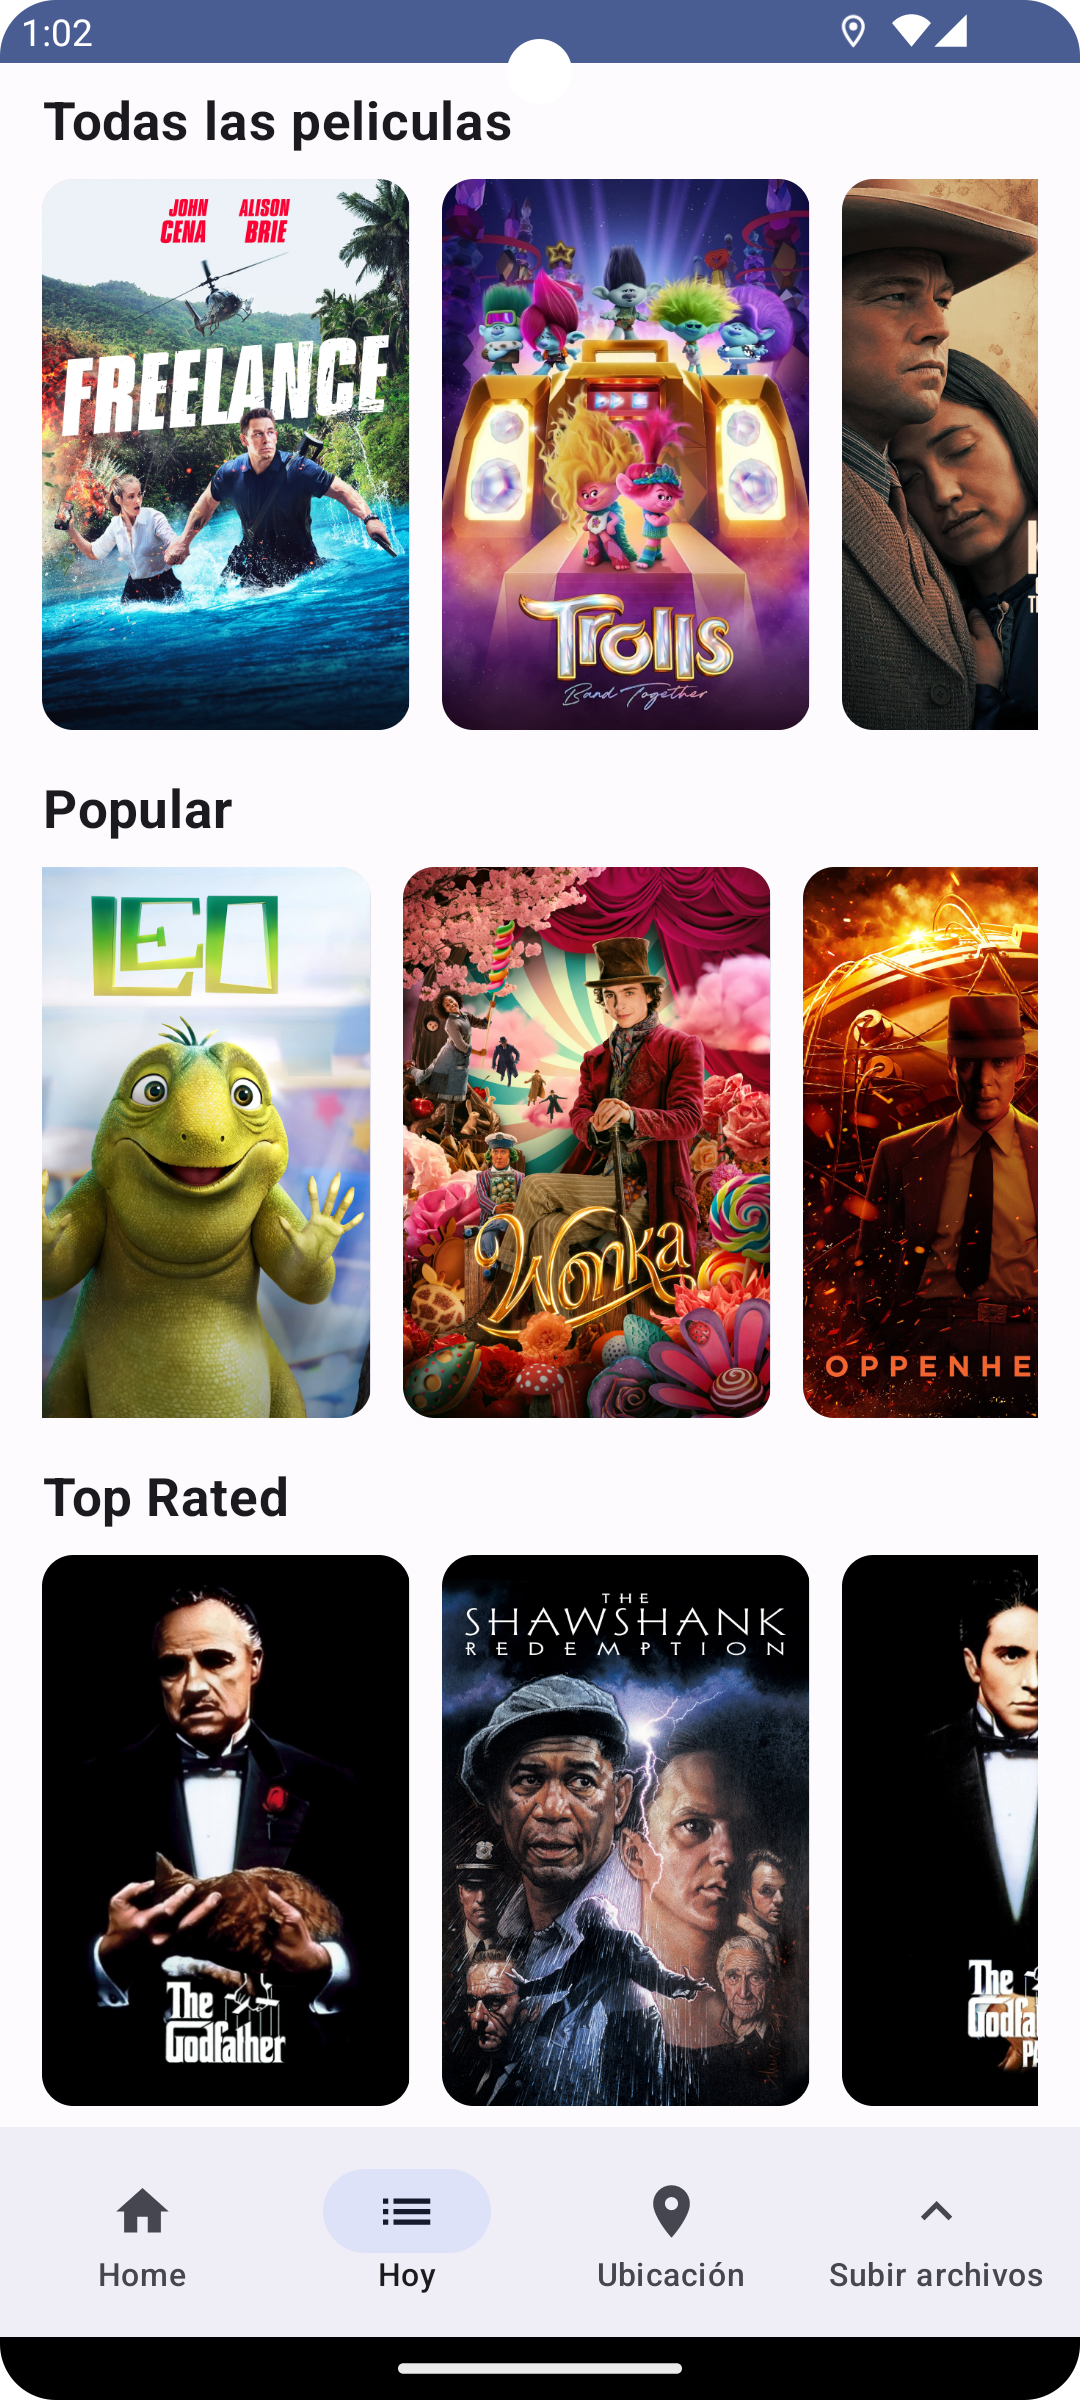 1:02
Todas las peliculas
JOHN CENA
ALISON BRIE
FREELANCE
Trolls
Band Together
Popular
LEO
Wonka
OPPENHE
Top Rated
The Godfather
THE
SHAWSHANK
REDEMPTION
The
Godfa
PA
Home
Hoy
Ubicación
Subir archivos